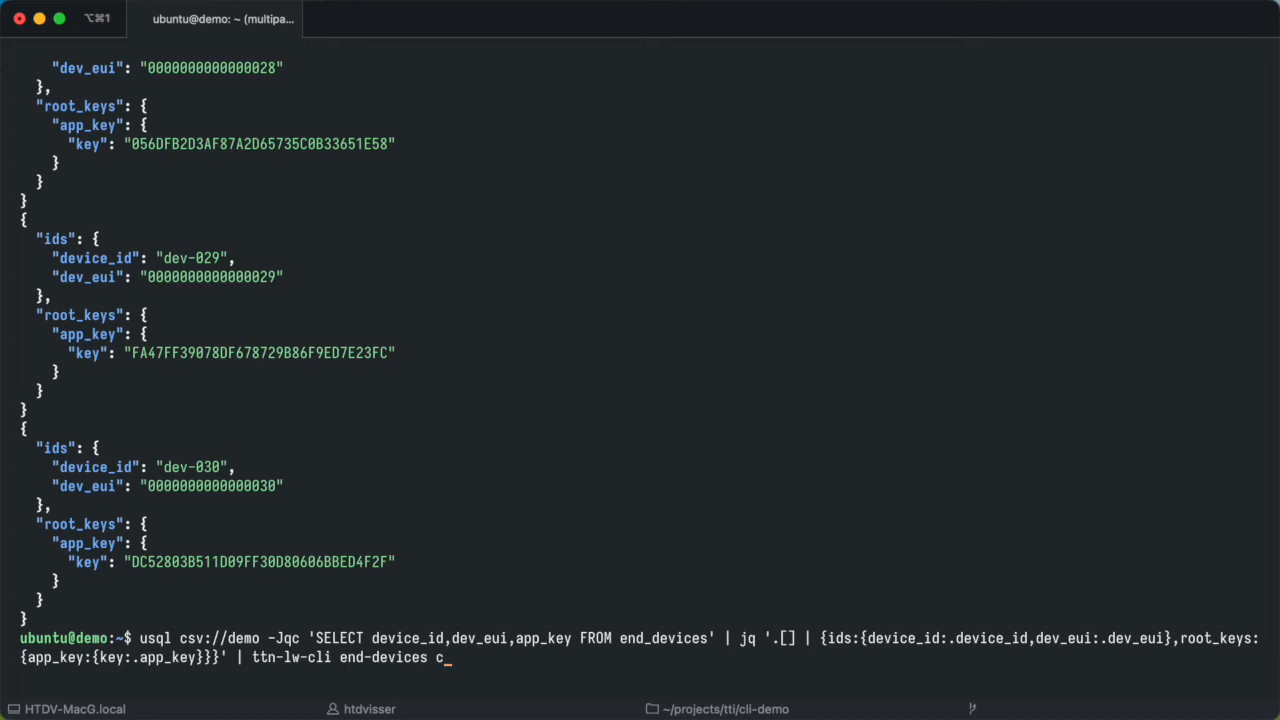 ⌥⌘1
ubuntu@demo: ~ (multipa...
"dev_eui": "0000000000000028"
},
"root_keys": {
"app_key": {
"key": "056DFB2D3AF87A2D65735C0B33651E58"
}
}
}
{
"ids": {
"device_id": "dev-029",
"dev_eui": "0000000000000029"
},
"root_keys": {
"app_key": {
"key": "FA47FF39078DF678729B86F9ED7E23FC"
}
}
}
{
"ids": {
"device_id": "dev-030",
"dev_eui": "0000000000000030"
},
"root_keys": {
"app_key": {
"key": "DC52803B511D09FF30D80606BBED4F2F"
}
}
}
ubuntu@demo:~$ usql csv://demo -Jqc 'SELECT device_id,dev_eui,app_key FROM end_devices' | jq '.[] | {ids:{device_id:.device_id,dev_eui:.dev_eui},root_keys:
{app_key:{key:.app_key}}}' | ttn-lw-cli end-devices c_
HTDV-MacG.local
htdvisser
~/projects/tti/cli-demo